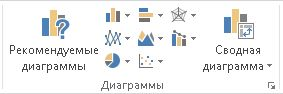 Рекомендуемые
диаграммы
Сводная
диаграмма
Диаграммы